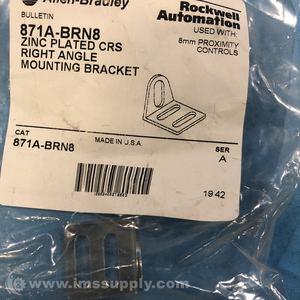 Allen-Bradley
Rockwell
Automation
BULLETIN
871A-BRN8
ZINC PLATED CRS
RIGHT ANGLE
MOUNTING BRACKET
USED WITH:
8mm PROXIMITY
CONTROLS
CAT
871A-BRN8
MADE IN U.S.A.
SER
A
1942
www.imssupply.com